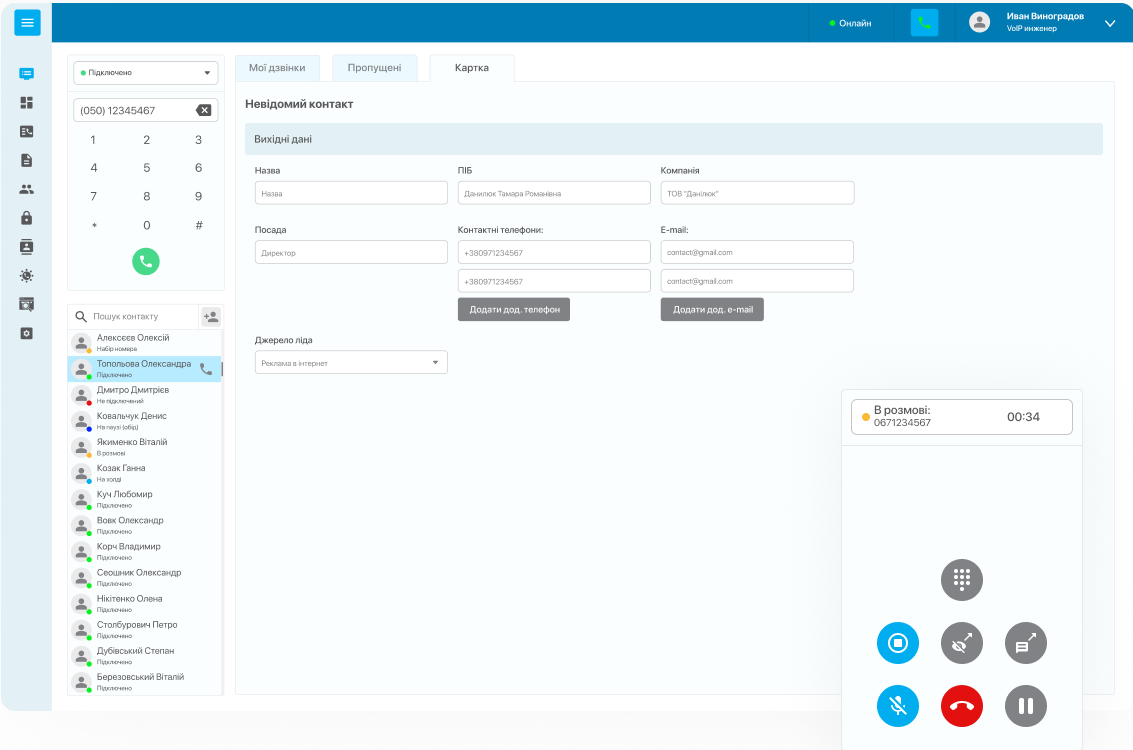 Онлайн
Иван Виноградов
VoIP инженер
Підключено
(050) 12345467
1 2 3
4 5 6
7 8 9
* 0 #
Пошук контакту
Алексєєв Олексій
Набір номера
Топольова Олександра
Підключено
Дмитро Дмитрієв
Не підключений
Ковальчук Денис
На паузі (обід)
Якименко Віталій
В розмові
Козак Ганна
На холді
Куч Любомир
Підключено
Вовк Олександр
Підключено
Корч Владимир
Підключено
Сеошник Олександр
Підключено
Нікітенко Олена
Підключено
Столбурович Петро
Підключено
Дубівський Степан
Підключено
Березовський Віталій
Підключено
Мої дзвінки
Пропущені
Картка
Невідомий контакт
Вихідні дані
Назва
Назва
ПІБ
Данилюк Тамара Романівна
Компанія
ТОВ "Данілюк"
Посада
Директор
Контактні телефони:
+380971234567
+380971234567
Додати дод. телефон
E-mail:
contact@gmail.com
contact@gmail.com
Додати дод. e-mail
Джерело ліда
Реклама в інтернет
В розмові:
0671234567
00:34